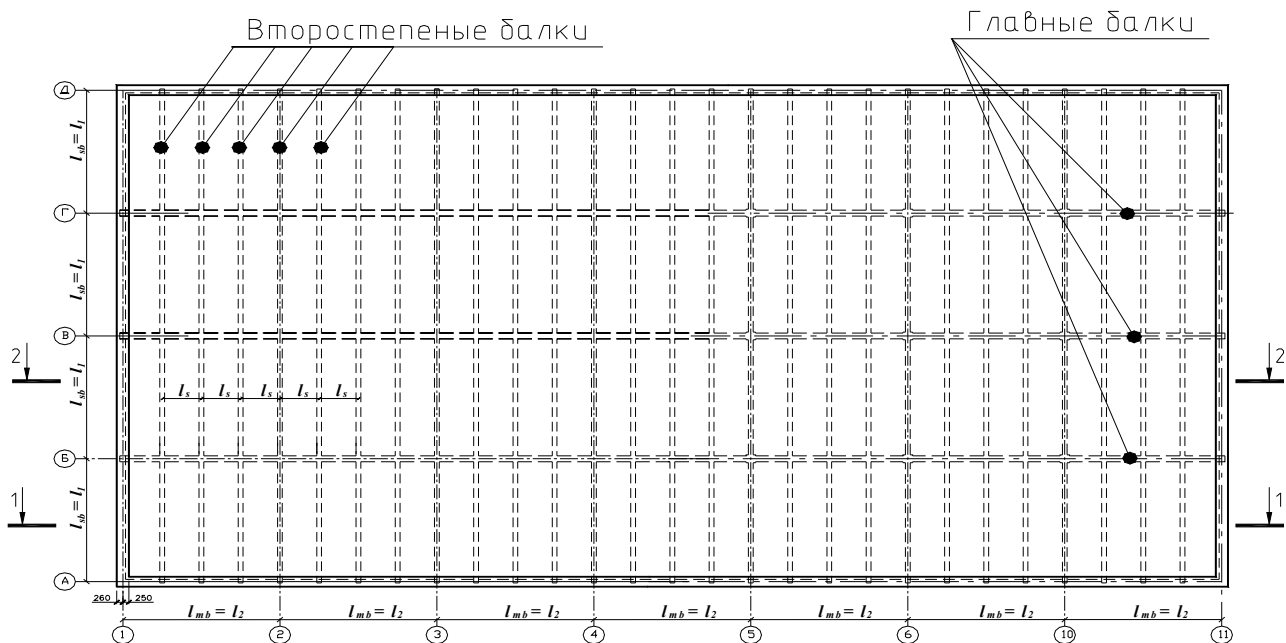 Второстепеные балки
Главные балки
Д
l_sb = l_1
Г
l_sb = l_1
В
2
2
l_sb = l_1
l_s l_s l_s l_s l_s
Б
l_sb = l_1
1
1
А
260 250
l_mb = l_2 l_mb = l_2 l_mb = l_2 l_mb = l_2 l_mb = l_2 l_mb = l_2 l_mb = l_2
1 2 3 4 5 6 10 11